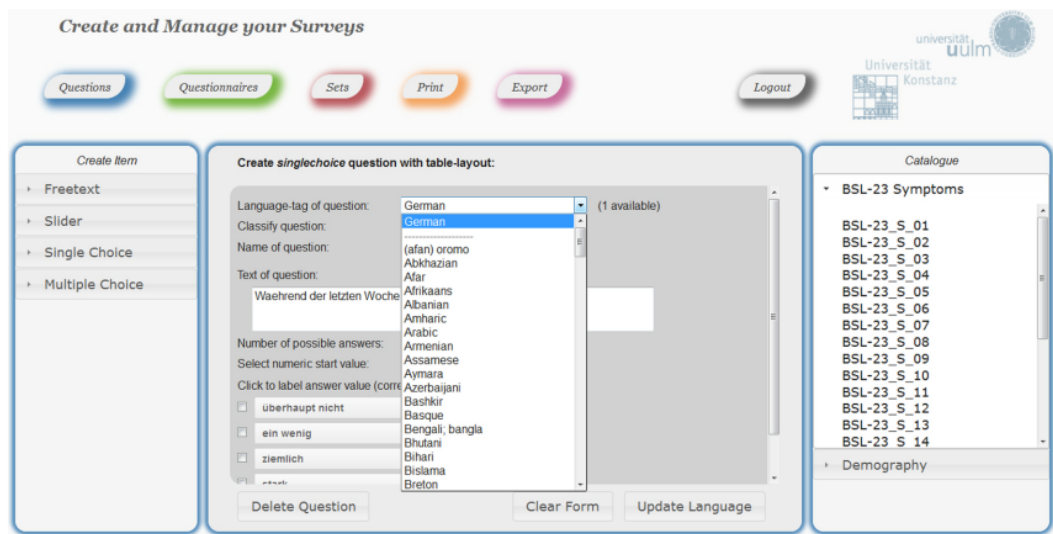 Create and Manage your Surveys
universität
uulm
Universität
Konstanz
Questions
Questionnaires
Sets
Print
Export
Logout
Create Item
Freetext
Slider
Single Choice
Multiple Choice
Create singlechoice question with table-layout:
Language-tag of question:
German
(1 available)
Classify question:
Name of question:
Text of question:
Waehrend der letzten Woche
Number of possible answers:
Select numeric start value:
Click to label answer value (corre
überhaupt nicht
ein wenig
ziemlich
stark
German
--------------------
(afan) oromo
Abkhazian
Afar
Afrikaans
Albanian
Amharic
Arabic
Armenian
Assamese
Aymara
Azerbaijani
Bashkir
Basque
Bengali; bangla
Bhutani
Bihari
Bislama
Breton
Delete Question
Clear Form
Update Language
Catalogue
BSL-23 Symptoms
BSL-23_S_01
BSL-23_S_02
BSL-23_S_03
BSL-23_S_04
BSL-23_S_05
BSL-23_S_06
BSL-23_S_07
BSL-23_S_08
BSL-23_S_09
BSL-23_S_10
BSL-23_S_11
BSL-23_S_12
BSL-23_S_13
BSL-23_S_14
Demography